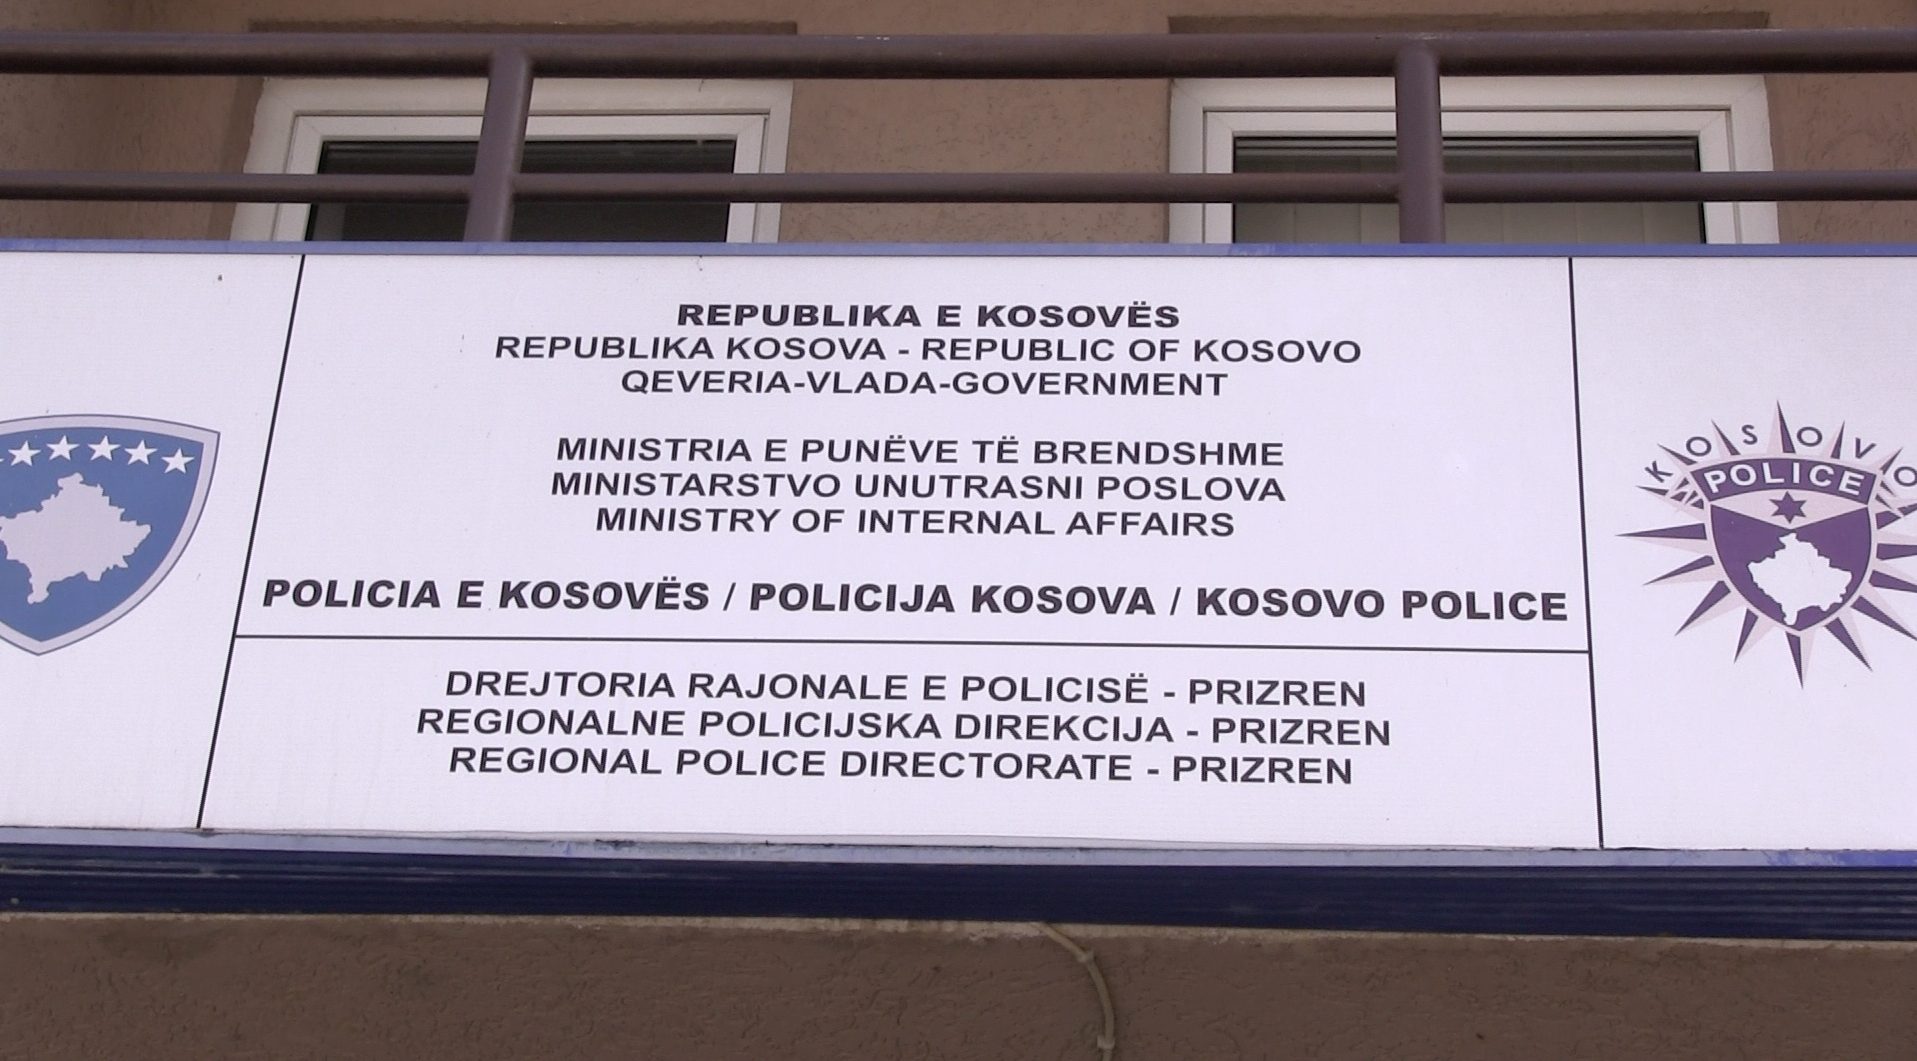 REPUBLIKA E KOSOVËS
REPUBLIKA KOSOVA - REPUBLIC OF KOSOVO
QEVERIA-VLADA-GOVERNMENT
MINISTRIA E PUNËVE TË BRENDSHME
MINISTARSTVO UNUTRASNI POSLOVA
MINISTRY OF INTERNAL AFFAIRS
POLICIA E KOSOVËS / POLICIJA KOSOVA / KOSOVO POLICE
DREJTORIA RAJONALE E POLICISË - PRIZREN
REGIONALNE POLICIJSKA DIREKCIJA - PRIZREN
REGIONAL POLICE DIRECTORATE - PRIZREN
KOSOVO
POLICE